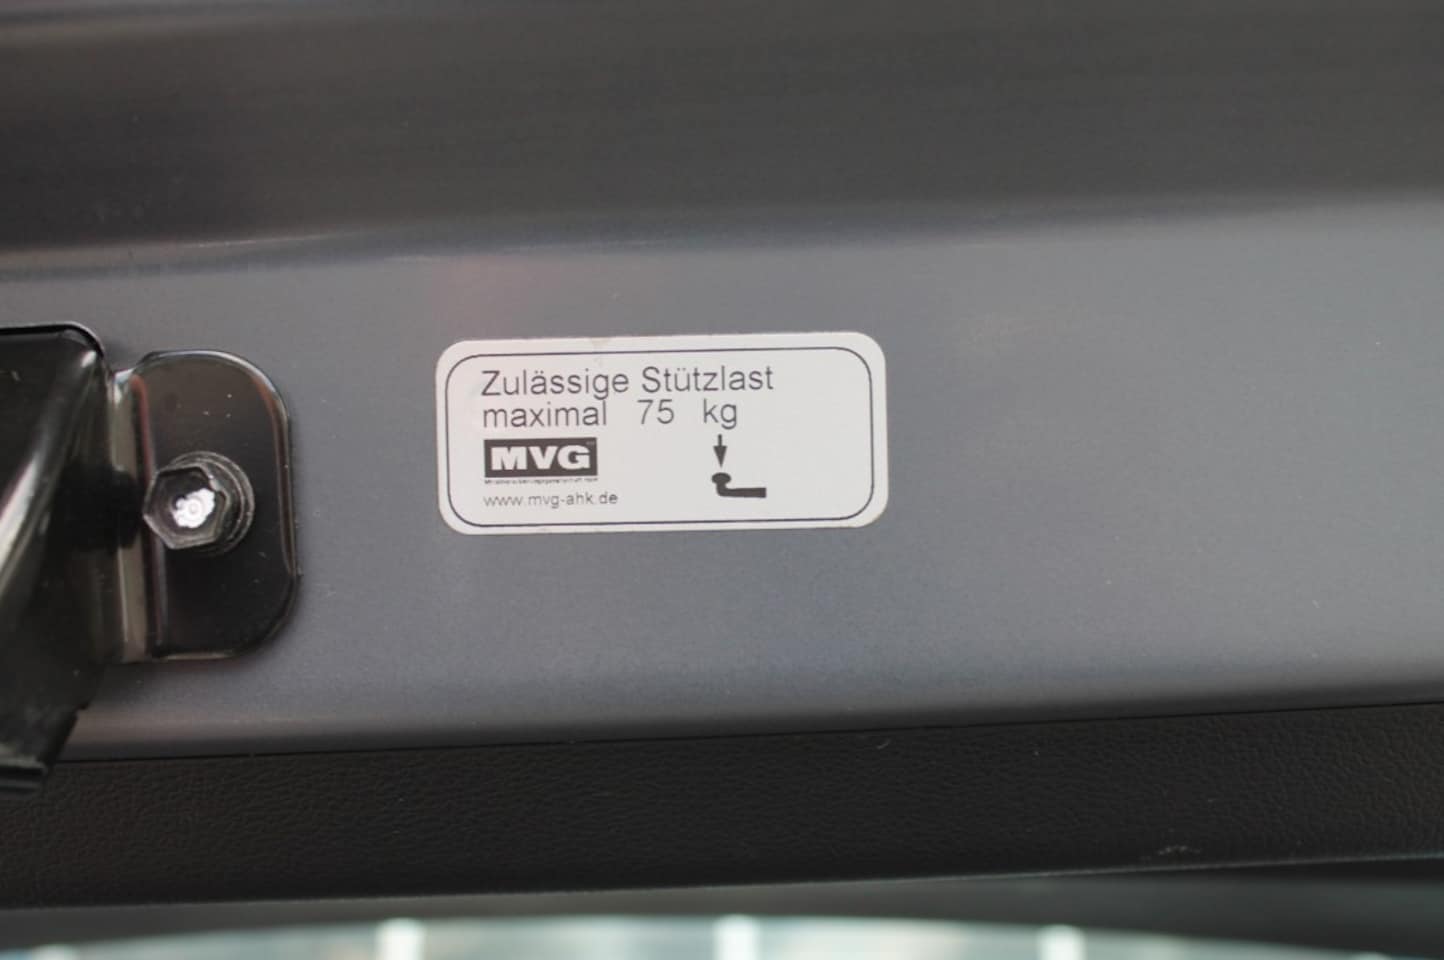 Zulässige Stützlast
maximal 75 kg
MVG
www.mvg-ahk.de